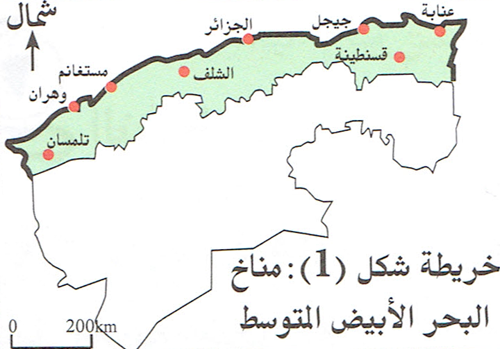 شمال
عنابة
جيجل
الجزائر
قسنطينة
مستغانم
الشلف
وهران
تلمسان
خريطة شكل (1): مناخ
البحر الأبيض المتوسط
0 200km